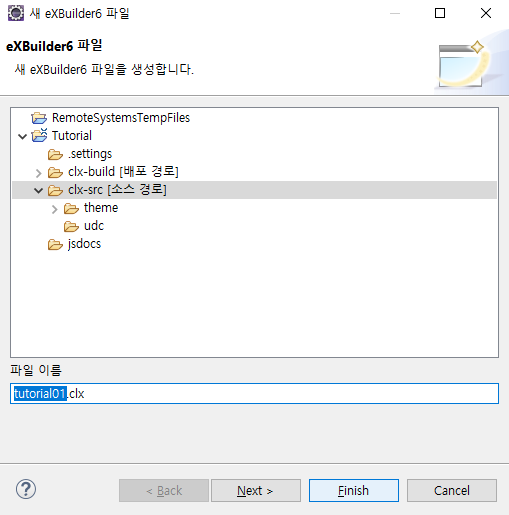 새 eXBuilder6 파일
eXBuilder6 파일
새 eXBuilder6 파일을 생성합니다.
RemoteSystemsTempFiles
Tutorial
.settings
clx-build [배포 경로]
clx-src [소스 경로]
theme
udc
jsdocs
파일 이름
tutorial01.clx
?
< Back
Next >
Finish
Cancel